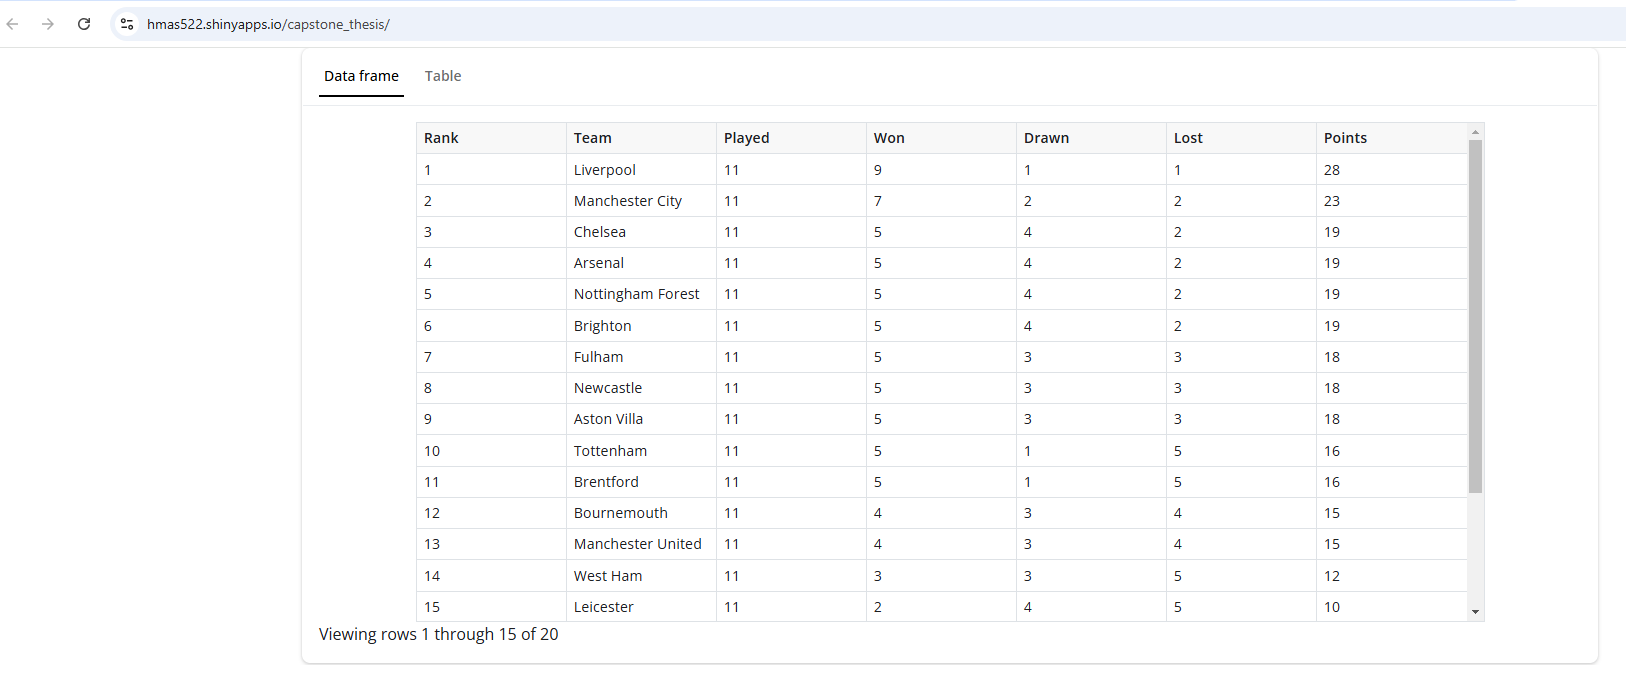 hmas522.shinyapps.io/capstone_thesis/
Data frame Table
Rank Team Played Won Drawn Lost Points
1 Liverpool 11 9 1 1 28
2 Manchester City 11 7 2 2 23
3 Chelsea 11 5 4 2 19
4 Arsenal 11 5 4 2 19
5 Nottingham Forest 11 5 4 2 19
6 Brighton 11 5 4 2 19
7 Fulham 11 5 3 3 18
8 Newcastle 11 5 3 3 18
9 Aston Villa 11 5 3 3 18
10 Tottenham 11 5 1 5 16
11 Brentford 11 5 1 5 16
12 Bournemouth 11 4 3 4 15
13 Manchester United 11 4 3 4 15
14 West Ham 11 3 3 5 12
15 Leicester 11 2 4 5 10
Viewing rows 1 through 15 of 20